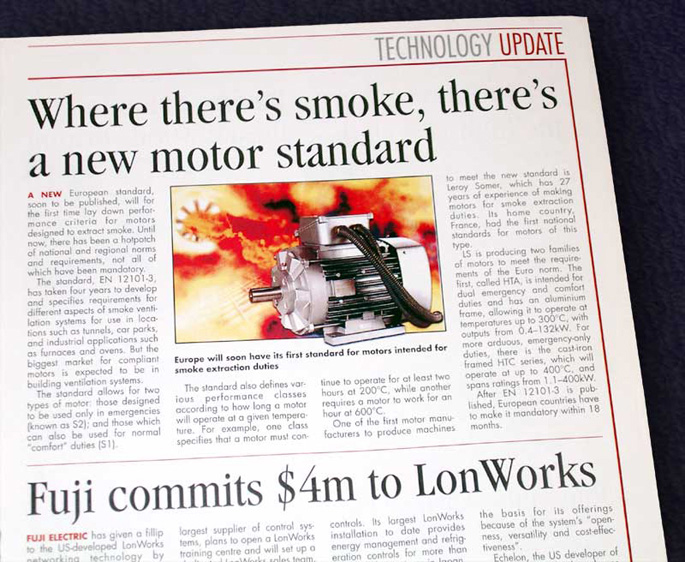 TECHNOLOGY UPDATE
Where there's smoke, there's
a new motor standard
A NEW European standard,
soon to be published, will for
the first time lay down perfor-
mance criteria for motors
designed to extract smoke. Until
now, there has been a hotpotch
of national and regional norms
and requirements, not all of
which have been mandatory.
The standard, EN 12101-3,
has taken four years to develop
and specifies requirements for
different aspects of smoke venti-
lation systems for use in loca-
tions such as tunnels, car parks,
and industrial applications such
as furnaces and ovens. But the
biggest market for compliant
motors is expected to be in
building ventilation systems.
The standard allows for two
types of motor: those designed
to be used only in emergencies
(known as S2); and those which
can also be used for normal
"comfort" duties (S1).
Europe will soon have its first standard for motors intended for
smoke extraction duties
The standard also defines var-
ious performance classes
according to how long a motor
will operate at a given tempera-
ture. For example, one class
specifies that a motor must con-
tinue to operate for at least two
hours at 200°C, while another
requires a motor to work for an
hour at 600°C.
One of the first motor manu-
facturers to produce machines
to meet the new standard is
Leroy Somer, which has 27
years of experience of making
motors for smoke extraction
duties. Its home country,
France, had the first national
standards for motors of this
type.
LS is producing two families
of motors to meet the require-
ments of the Euro norm. The
first, called HTA, is intended for
dual emergency and comfort
duties and has an aluminium
frame, allowing it to operate at
temperatures up to 300°C, with
outputs from 0.4–132kW. For
more arduous, emergency-only
duties, there is the cast-iron
framed HTC series, which will
operate at up to 400°C, and
spans ratings from 1.1–400kW.
After EN 12101-3 is pub-
lished, European countries have
to make it mandatory within 18
months.
Fuji commits $4m to LonWorks
FUJI ELECTRIC has given a fillip
to the US-developed LonWorks
networking technology by
largest supplier of control sys-
tems, plans to open a LonWorks
training centre and will set up a
LonWorks sales team
controls. Its largest LonWorks
installation to date provides
energy management and refrig-
eration controls for more than
in Japan
the basis for its offerings
because of the system's "open-
ness, versatility and cost-effec-
tiveness".
Echelon, the US developer of